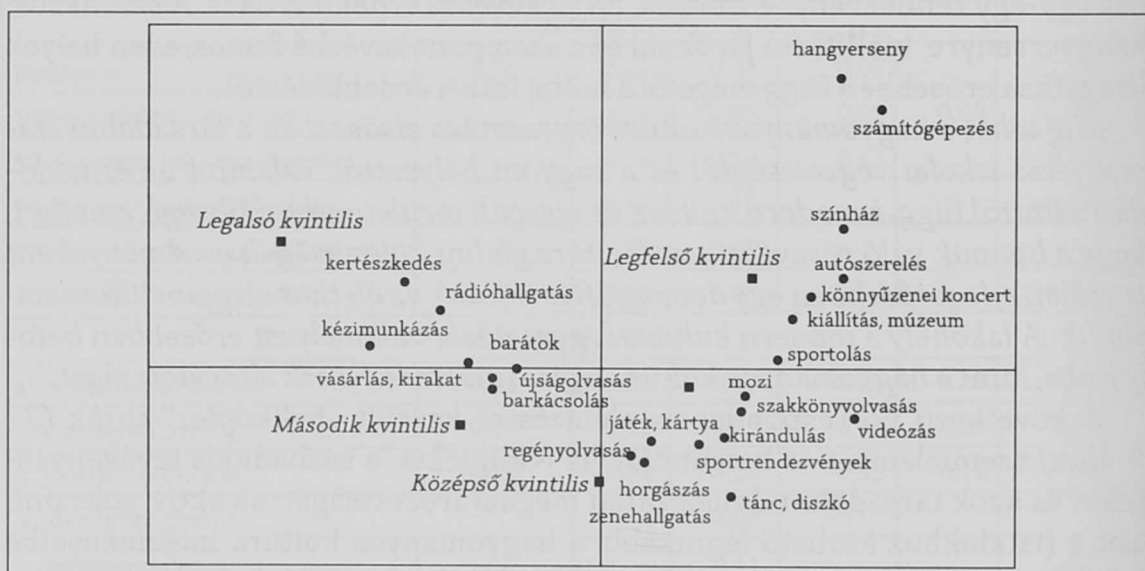 hangverseny
számítógépezés
színház
Legalsó kvintilis
Legfelső kvintilis
autószerelés
kertészkedés
rádióhallgatás
könnyűzenei koncert
kiállítás, múzeum
kézimunkázás
barátok
sportolás
vásárlás, kirakat
újságolvasás
mozi
barkácsolás
szakkönyvolvasás
Második kvintilis
játék, kártya
kirándulás
videózás
regényolvasás
sportrendezvények
Középső kvintilis
horgászás
tánc, diszkó
zenehallgatás